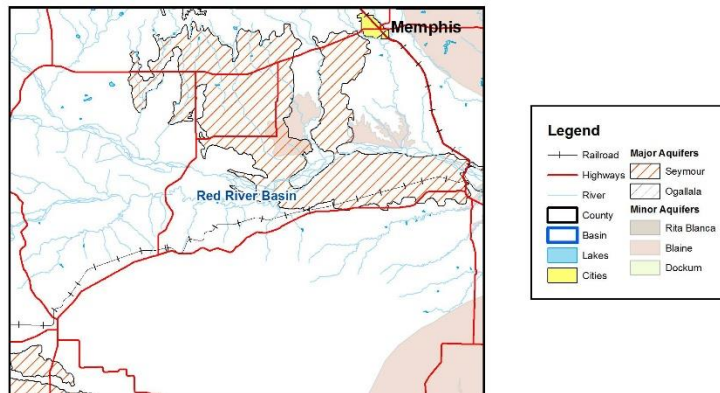 Memphis
Red River Basin
Legend
Railroad
Highways
River
County
Basin
Lakes
Cities
Major Aquifers
Seymour
Ogallala
Minor Aquifers
Rita Blanca
Blaine
Dockum